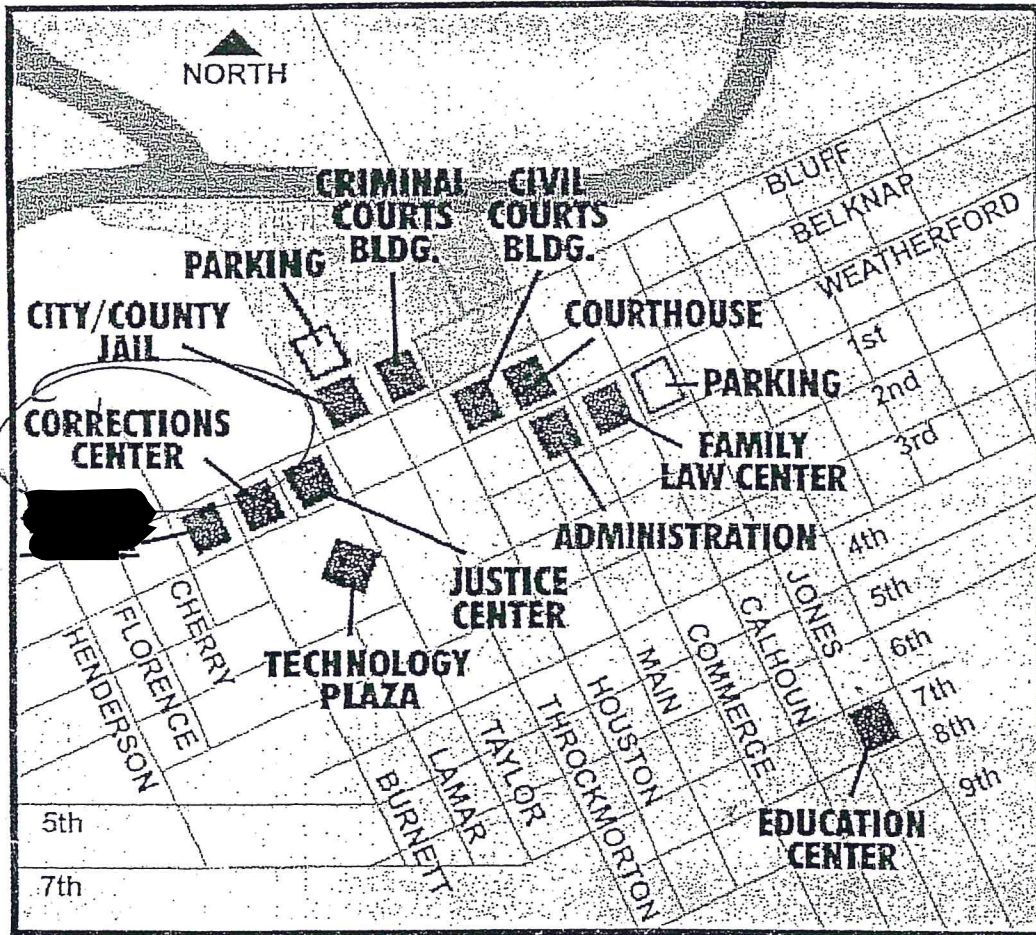 NORTH
CRIMINAL
COURTS
BLDG.
CIVIL
COURTS
BLDG.
BLUFF
BELKNAP
WEATHERFORD
PARKING
CITY/COUNTY
JAIL
COURTHOUSE
1st
PARKING
2nd
CORRECTIONS
CENTER
3rd
FAMILY
LAW CENTER
ADMINISTRATION
4th
JUSTICE
CENTER
JONES
5th
CALHOUN
6th
CHERRY
FLORENCE
HENDERSON
TECHNOLOGY
PLAZA
MAIN
COMMERCE
HOUSTON
THROCKMORTON
TAYLOR
LAMAR
BURNETT
7th
8th
9th
EDUCATION
CENTER
5th
7th